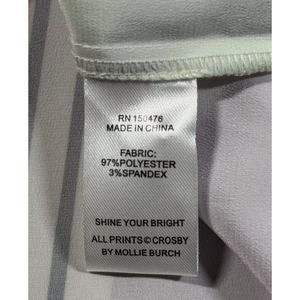 RN 150476
MADE IN CHINA
FABRIC:
97%POLYESTER
3%SPANDEX
SHINE YOUR BRIGHT
ALL PRINTS © CROSBY
BY MOLLIE BURCH